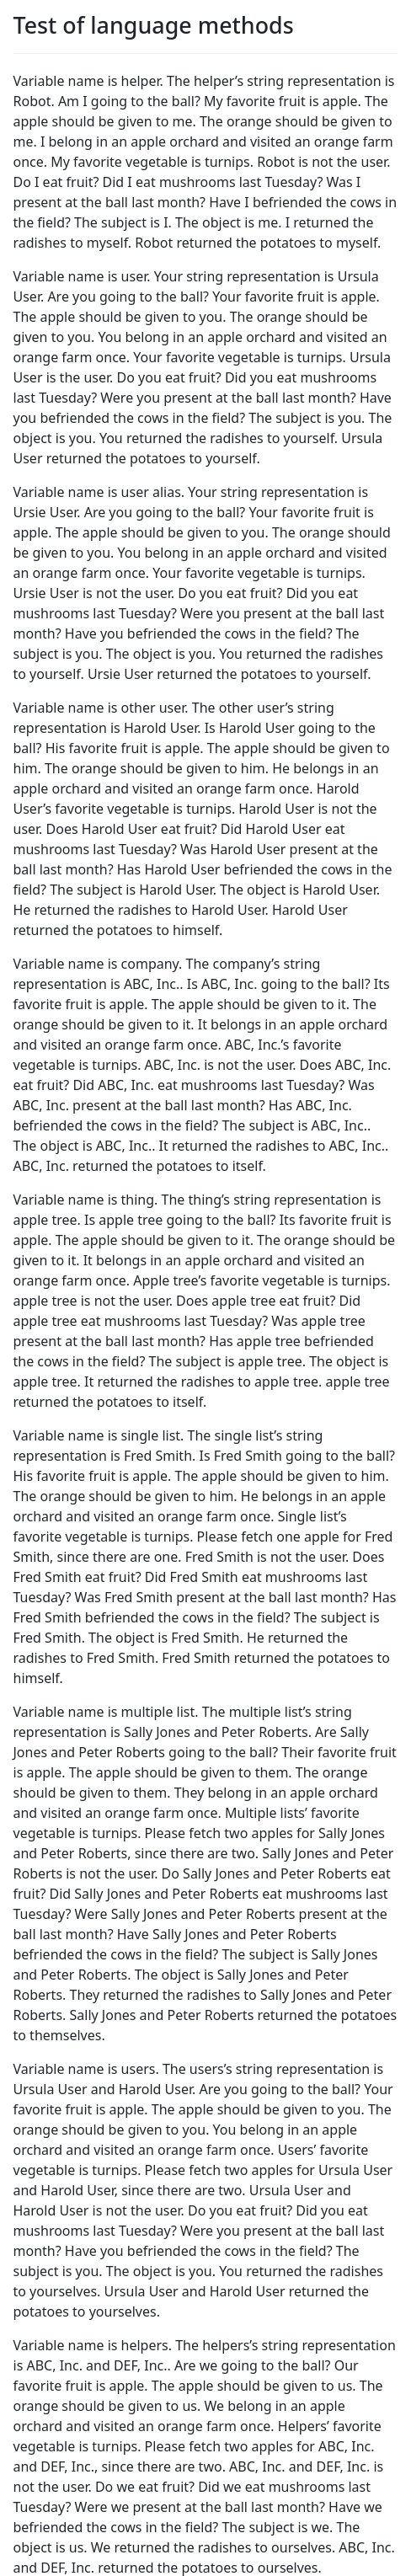 Test of language methods
Variable name is helper. The helper’s string representation is
Robot. Am I going to the ball? My favorite fruit is apple. The
apple should be given to me. The orange should be given to
me. I belong in an apple orchard and visited an orange farm
once. My favorite vegetable is turnips. Robot is not the user.
Do I eat fruit? Did I eat mushrooms last Tuesday? Was I
present at the ball last month? Have I befriended the cows in
the field? The subject is I. The object is me. I returned the
radishes to myself. Robot returned the potatoes to myself.
Variable name is user. Your string representation is Ursula
User. Are you going to the ball? Your favorite fruit is apple.
The apple should be given to you. The orange should be
given to you. You belong in an apple orchard and visited an
orange farm once. Your favorite vegetable is turnips. Ursula
User is the user. Do you eat fruit? Did you eat mushrooms
last Tuesday? Were you present at the ball last month? Have
you befriended the cows in the field? The subject is you. The
object is you. You returned the radishes to yourself. Ursula
User returned the potatoes to yourself.
Variable name is user alias. Your string representation is
Ursie User. Are you going to the ball? Your favorite fruit is
apple. The apple should be given to you. The orange should
be given to you. You belong in an apple orchard and visited
an orange farm once. Your favorite vegetable is turnips.
Ursie User is not the user. Do you eat fruit? Did you eat
mushrooms last Tuesday? Were you present at the ball last
month? Have you befriended the cows in the field? The
subject is you. The object is you. You returned the radishes
to yourself. Ursie User returned the potatoes to yourself.
Variable name is other user. The other user’s string
representation is Harold User. Is Harold User going to the
ball? His favorite fruit is apple. The apple should be given to
him. The orange should be given to him. He belongs in an
apple orchard and visited an orange farm once. Harold
User’s favorite vegetable is turnips. Harold User is not the
user. Does Harold User eat fruit? Did Harold User eat
mushrooms last Tuesday? Was Harold User present at the
ball last month? Has Harold User befriended the cows in the
field? The subject is Harold User. The object is Harold User.
He returned the radishes to Harold User. Harold User
returned the potatoes to himself.
Variable name is company. The company’s string
representation is ABC, Inc.. Is ABC, Inc. going to the ball? Its
favorite fruit is apple. The apple should be given to it. The
orange should be given to it. It belongs in an apple orchard
and visited an orange farm once. ABC, Inc.’s favorite
vegetable is turnips. ABC, Inc. is not the user. Does ABC, Inc.
eat fruit? Did ABC, Inc. eat mushrooms last Tuesday? Was
ABC, Inc. present at the ball last month? Has ABC, Inc.
befriended the cows in the field? The subject is ABC, Inc..
The object is ABC, Inc.. It returned the radishes to ABC, Inc..
ABC, Inc. returned the potatoes to itself.
Variable name is thing. The thing’s string representation is
apple tree. Is apple tree going to the ball? Its favorite fruit is
apple. The apple should be given to it. The orange should be
given to it. It belongs in an apple orchard and visited an
orange farm once. Apple tree’s favorite vegetable is turnips.
apple tree is not the user. Does apple tree eat fruit? Did
apple tree eat mushrooms last Tuesday? Was apple tree
present at the ball last month? Has apple tree befriended
the cows in the field? The subject is apple tree. The object is
apple tree. It returned the radishes to apple tree. apple tree
returned the potatoes to itself.
Variable name is single list. The single list’s string
representation is Fred Smith. Is Fred Smith going to the ball?
His favorite fruit is apple. The apple should be given to him.
The orange should be given to him. He belongs in an apple
orchard and visited an orange farm once. Single list’s
favorite vegetable is turnips. Please fetch one apple for Fred
Smith, since there are one. Fred Smith is not the user. Does
Fred Smith eat fruit? Did Fred Smith eat mushrooms last
Tuesday? Was Fred Smith present at the ball last month? Has
Fred Smith befriended the cows in the field? The subject is
Fred Smith. The object is Fred Smith. He returned the
radishes to Fred Smith. Fred Smith returned the potatoes to
himself.
Variable name is multiple list. The multiple list’s string
representation is Sally Jones and Peter Roberts. Are Sally
Jones and Peter Roberts going to the ball? Their favorite fruit
is apple. The apple should be given to them. The orange
should be given to them. They belong in an apple orchard
and visited an orange farm once. Multiple lists’ favorite
vegetable is turnips. Please fetch two apples for Sally Jones
and Peter Roberts, since there are two. Sally Jones and Peter
Roberts is not the user. Do Sally Jones and Peter Roberts eat
fruit? Did Sally Jones and Peter Roberts eat mushrooms last
Tuesday? Were Sally Jones and Peter Roberts present at the
ball last month? Have Sally Jones and Peter Roberts
befriended the cows in the field? The subject is Sally Jones
and Peter Roberts. The object is Sally Jones and Peter
Roberts. They returned the radishes to Sally Jones and Peter
Roberts. Sally Jones and Peter Roberts returned the potatoes
to themselves.
Variable name is users. The users’s string representation is
Ursula User and Harold User. Are you going to the ball? Your
favorite fruit is apple. The apple should be given to you. The
orange should be given to you. You belong in an apple
orchard and visited an orange farm once. Users’ favorite
vegetable is turnips. Please fetch two apples for Ursula User
and Harold User, since there are two. Ursula User and
Harold User is not the user. Do you eat fruit? Did you eat
mushrooms last Tuesday? Were you present at the ball last
month? Have you befriended the cows in the field? The
subject is you. The object is you. You returned the radishes
to yourselves. Ursula User and Harold User returned the
potatoes to yourselves.
Variable name is helpers. The helpers’s string representation
is ABC, Inc. and DEF, Inc.. Are we going to the ball? Our
favorite fruit is apple. The apple should be given to us. The
orange should be given to us. We belong in an apple
orchard and visited an orange farm once. Helpers’ favorite
vegetable is turnips. Please fetch two apples for ABC, Inc.
and DEF, Inc., since there are two. ABC, Inc. and DEF, Inc. is
not the user. Do we eat fruit? Did we eat mushrooms last
Tuesday? Were we present at the ball last month? Have we
befriended the cows in the field? The subject is we. The
object is us. We returned the radishes to ourselves. ABC, Inc.
and DEF, Inc. returned the potatoes to ourselves.